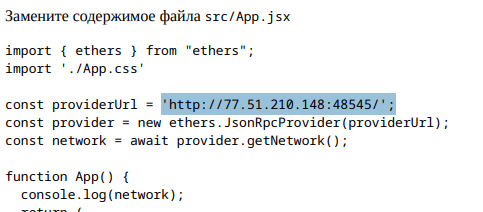 Замените содержимое файла src/App.jsx
import { ethers } from "ethers";
import './App.css'
const providerUrl = 'http://77.51.210.148:48545/';
const provider = new ethers.JsonRpcProvider(providerUrl);
const network = await provider.getNetwork();
function App() {
  console.log(network);
  return (